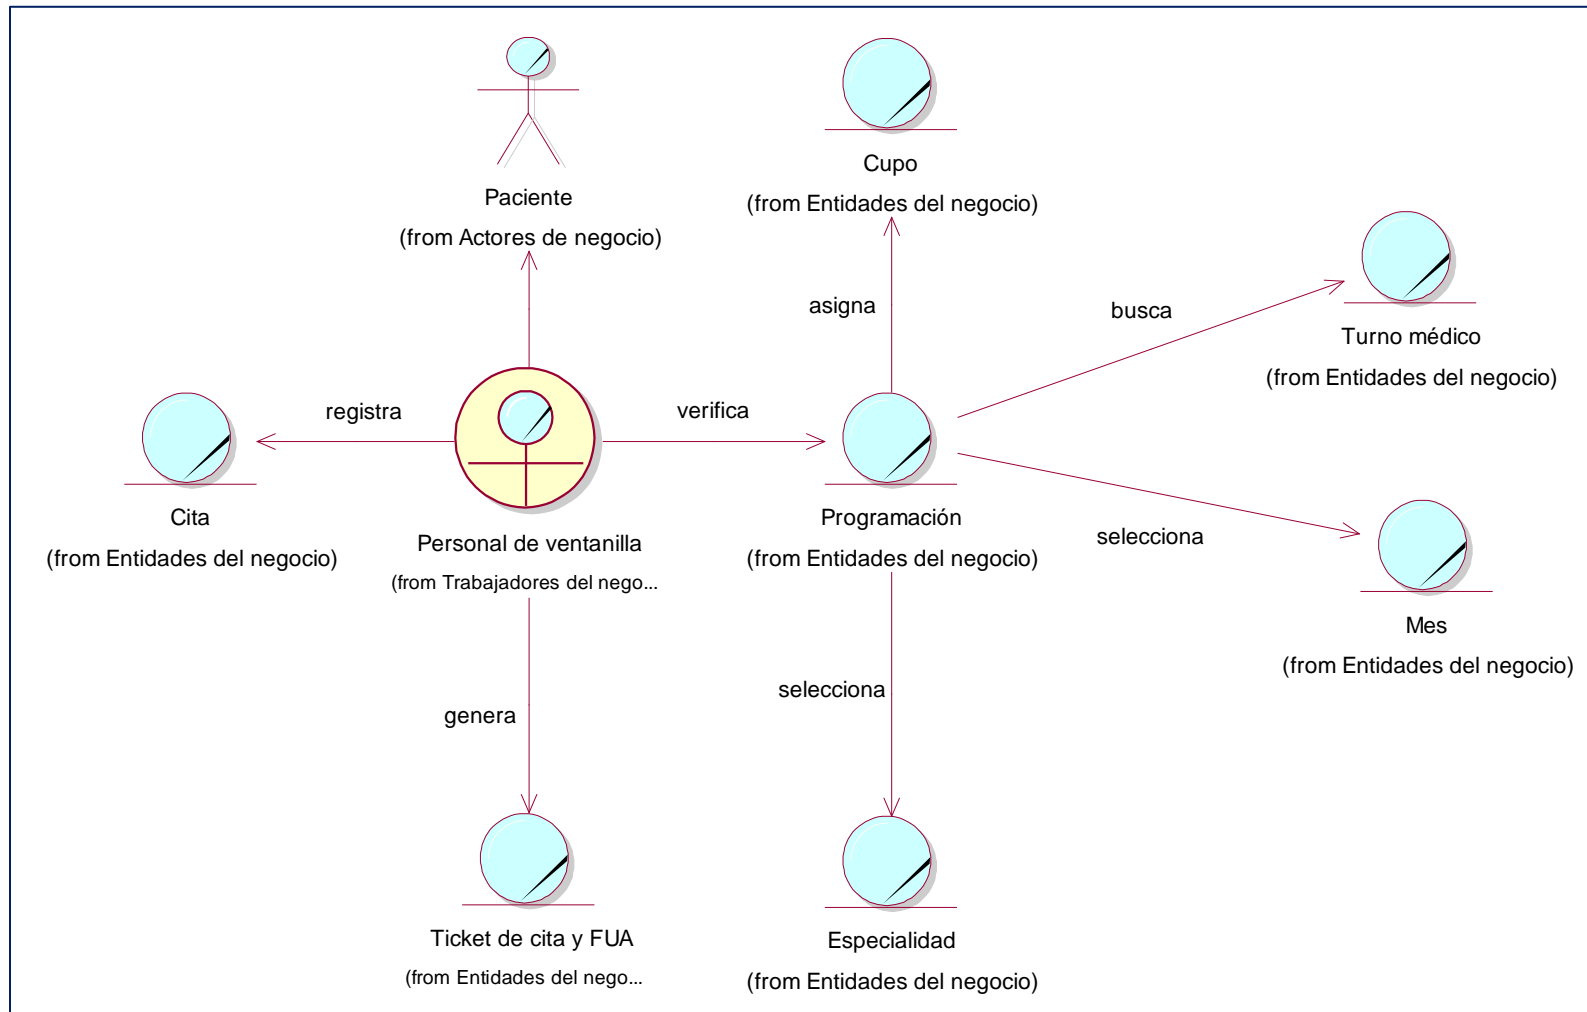 Paciente
(from Actores de negocio)
Cupo
(from Entidades del negocio)
asigna
busca
Turno médico
(from Entidades del negocio)
registra
verifica
Cita
(from Entidades del negocio)
Personal de ventanilla
(from Trabajadores del nego...
Programación
(from Entidades del negocio)
selecciona
Mes
(from Entidades del negocio)
genera
selecciona
Ticket de cita y FUA
(from Entidades del nego...
Especialidad
(from Entidades del negocio)